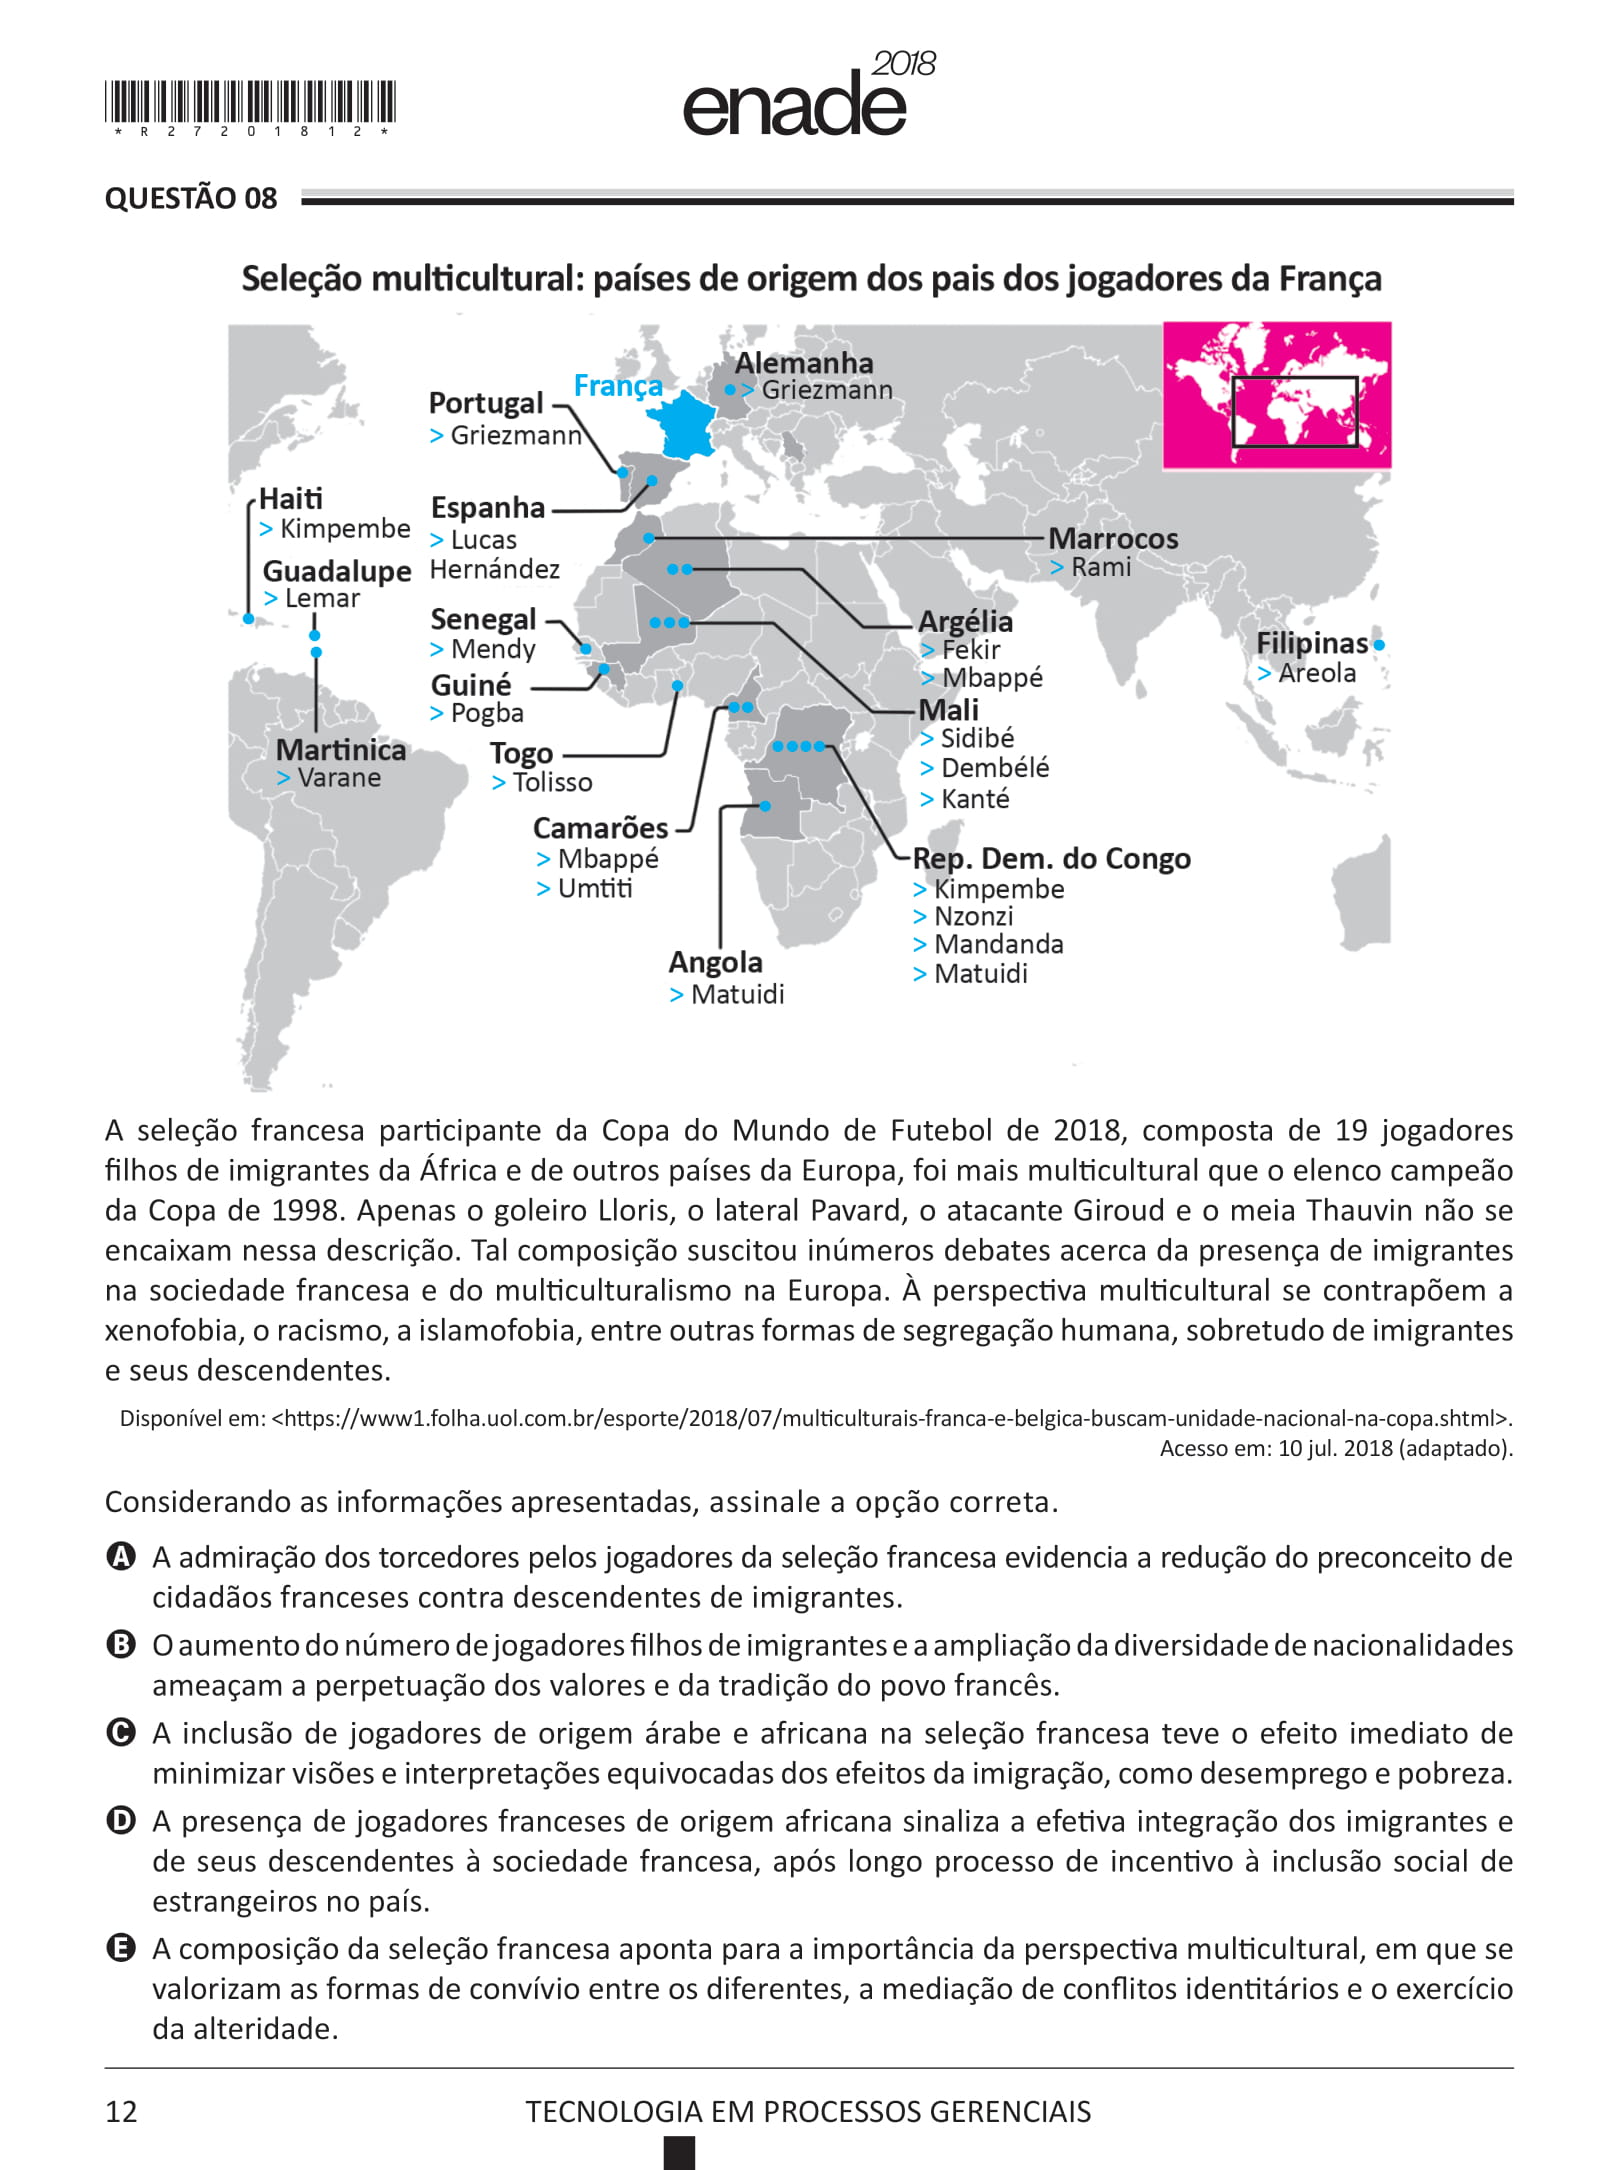 *R27201812*
enade 2018
QUESTÃO 08
Seleção multicultural: países de origem dos pais dos jogadores da França
Alemanha
> Griezmann
França
Portugal
> Griezmann
Haiti
> Kimpembe
Espanha
> Lucas
Hernández
Marrocos
> Rami
Guadalupe
> Lemar
Senegal
> Mendy
Argélia
> Fekir
> Mbappé
Filipinas
> Areola
Guiné
> Pogba
Mali
> Sidibé
> Dembélé
> Kanté
Martinica
> Varane
Togo
> Tolisso
Camarões
> Mbappé
> Umtiti
Rep. Dem. do Congo
> Kimpembe
> Nzonzi
> Mandanda
> Matuidi
Angola
> Matuidi
A seleção francesa participante da Copa do Mundo de Futebol de 2018, composta de 19 jogadores
filhos de imigrantes da África e de outros países da Europa, foi mais multicultural que o elenco campeão
da Copa de 1998. Apenas o goleiro Lloris, o lateral Pavard, o atacante Giroud e o meia Thauvin não se
encaixam nessa descrição. Tal composição suscitou inúmeros debates acerca da presença de imigrantes
na sociedade francesa e do multiculturalismo na Europa. À perspectiva multicultural se contrapõem a
xenofobia, o racismo, a islamofobia, entre outras formas de segregação humana, sobretudo de imigrantes
e seus descendentes.
Disponível em: <https://www1.folha.uol.com.br/esporte/2018/07/multiculturais-franca-e-belgica-buscam-unidade-nacional-na-copa.shtml>.
Acesso em: 10 jul. 2018 (adaptado).
Considerando as informações apresentadas, assinale a opção correta.
A A admiração dos torcedores pelos jogadores da seleção francesa evidencia a redução do preconceito de
cidadãos franceses contra descendentes de imigrantes.
B O aumento do número de jogadores filhos de imigrantes e a ampliação da diversidade de nacionalidades
ameaçam a perpetuação dos valores e da tradição do povo francês.
C A inclusão de jogadores de origem árabe e africana na seleção francesa teve o efeito imediato de
minimizar visões e interpretações equivocadas dos efeitos da imigração, como desemprego e pobreza.
D A presença de jogadores franceses de origem africana sinaliza a efetiva integração dos imigrantes e
de seus descendentes à sociedade francesa, após longo processo de incentivo à inclusão social de
estrangeiros no país.
E A composição da seleção francesa aponta para a importância da perspectiva multicultural, em que se
valorizam as formas de convívio entre os diferentes, a mediação de conflitos identitários e o exercício
da alteridade.
12
TECNOLOGIA EM PROCESSOS GERENCIAIS